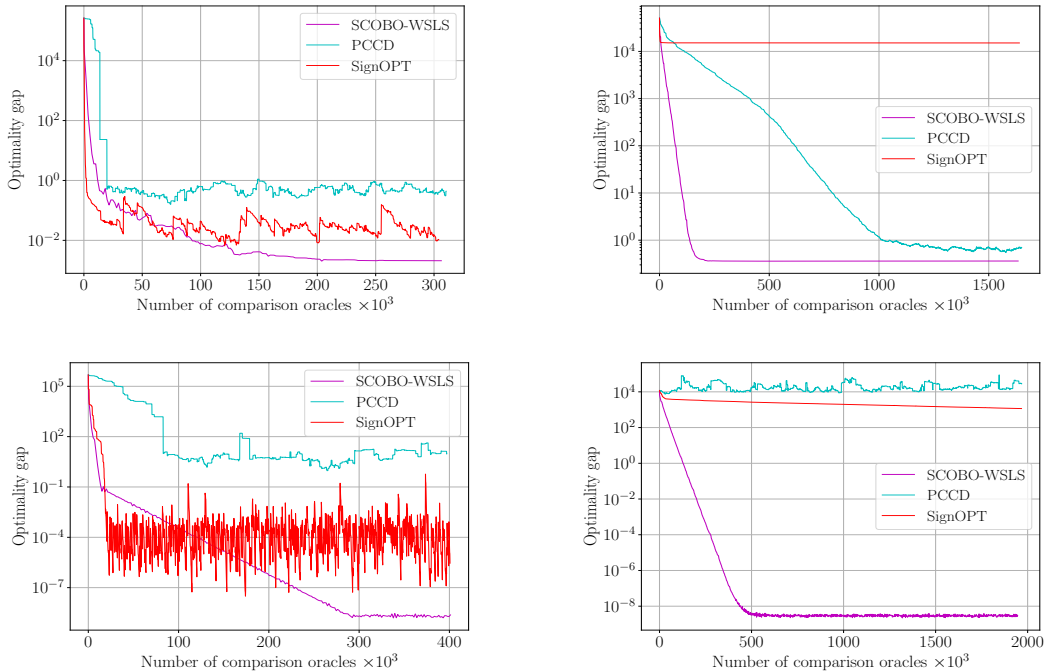 SCOBO-WSLS
PCCD
SignOPT
10^4
10^2
10^0
10^−2
0 50 100 150 200 250 300
Optimality gap
Number of comparison oracles ×10^3
SCOBO-WSLS
PCCD
SignOPT
10^4
10^3
10^2
10^1
10^0
0 500 1000 1500
Optimality gap
Number of comparison oracles ×10^3
SCOBO-WSLS
PCCD
SignOPT
10^5
10^2
10^−1
10^−4
10^−7
0 100 200 300 400
Optimality gap
Number of comparison oracles ×10^3
SCOBO-WSLS
PCCD
SignOPT
10^4
10^2
10^0
10^−2
10^−4
10^−6
10^−8
0 500 1000 1500 2000
Optimality gap
Number of comparison oracles ×10^3